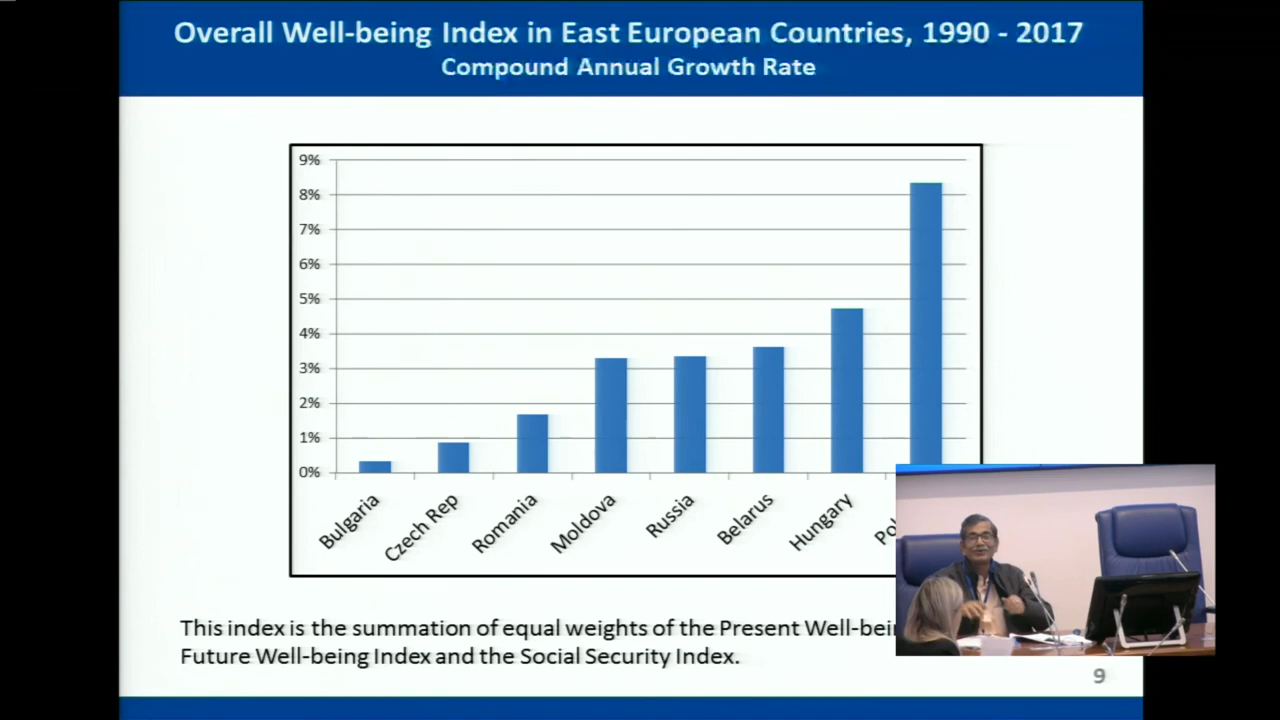 Overall Well-being Index in East European Countries, 1990 - 2017
Compound Annual Growth Rate
9%
8%
7%
6%
5%
4%
3%
2%
1%
0%
Bulgaria
Czech Rep
Romania
Moldova
Russia
Belarus
Hungary
This index is the summation of equal weights of the Present
Future Well-being Index and the Social Security Index.
9